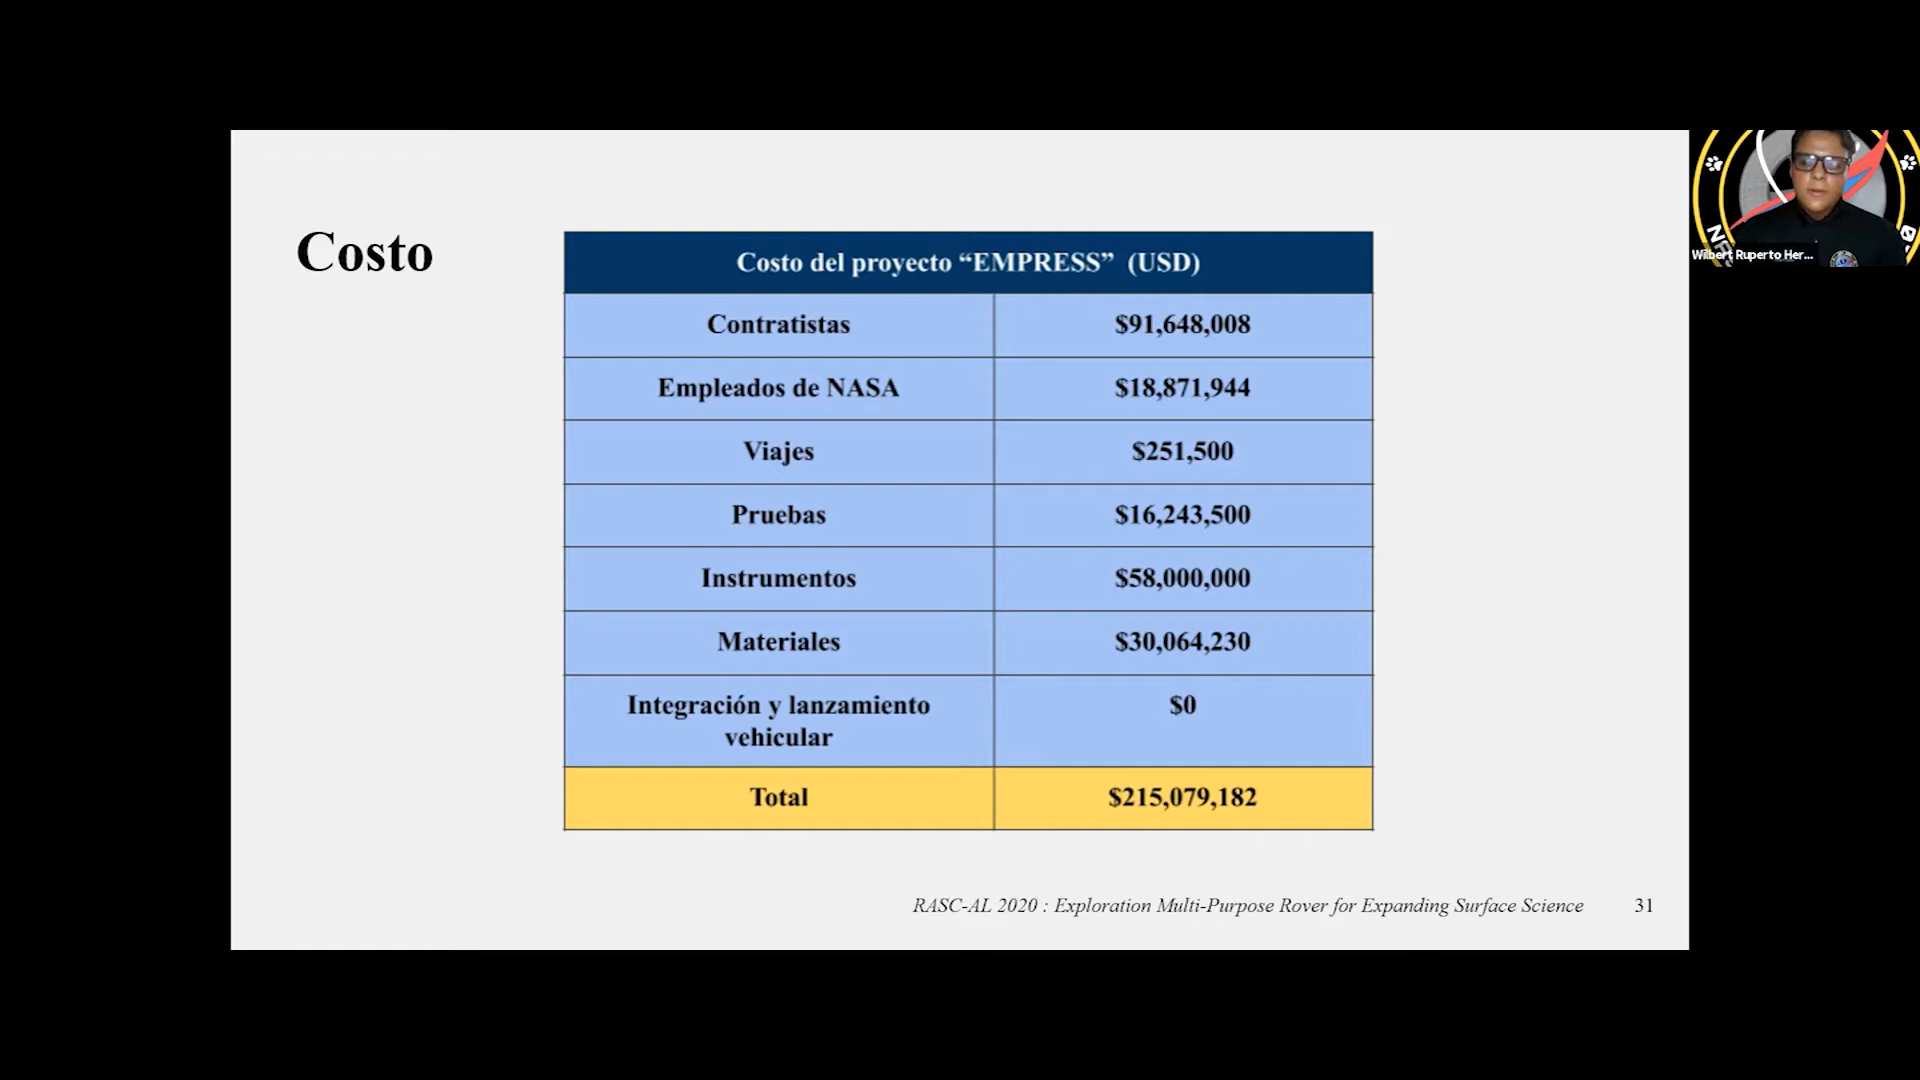 Costo
Costo del proyecto “EMPRESS” (USD)
Contratistas $91,648,008
Empleados de NASA $18,871,944
Viajes $251,500
Pruebas $16,243,500
Instrumentos $58,000,000
Materiales $30,064,230
Integración y lanzamiento $0
vehicular
Total $215,079,182
RASC-AL 2020 : Exploration Multi-Purpose Rover for Expanding Surface Science 31
Wilbert Ruperto Her...